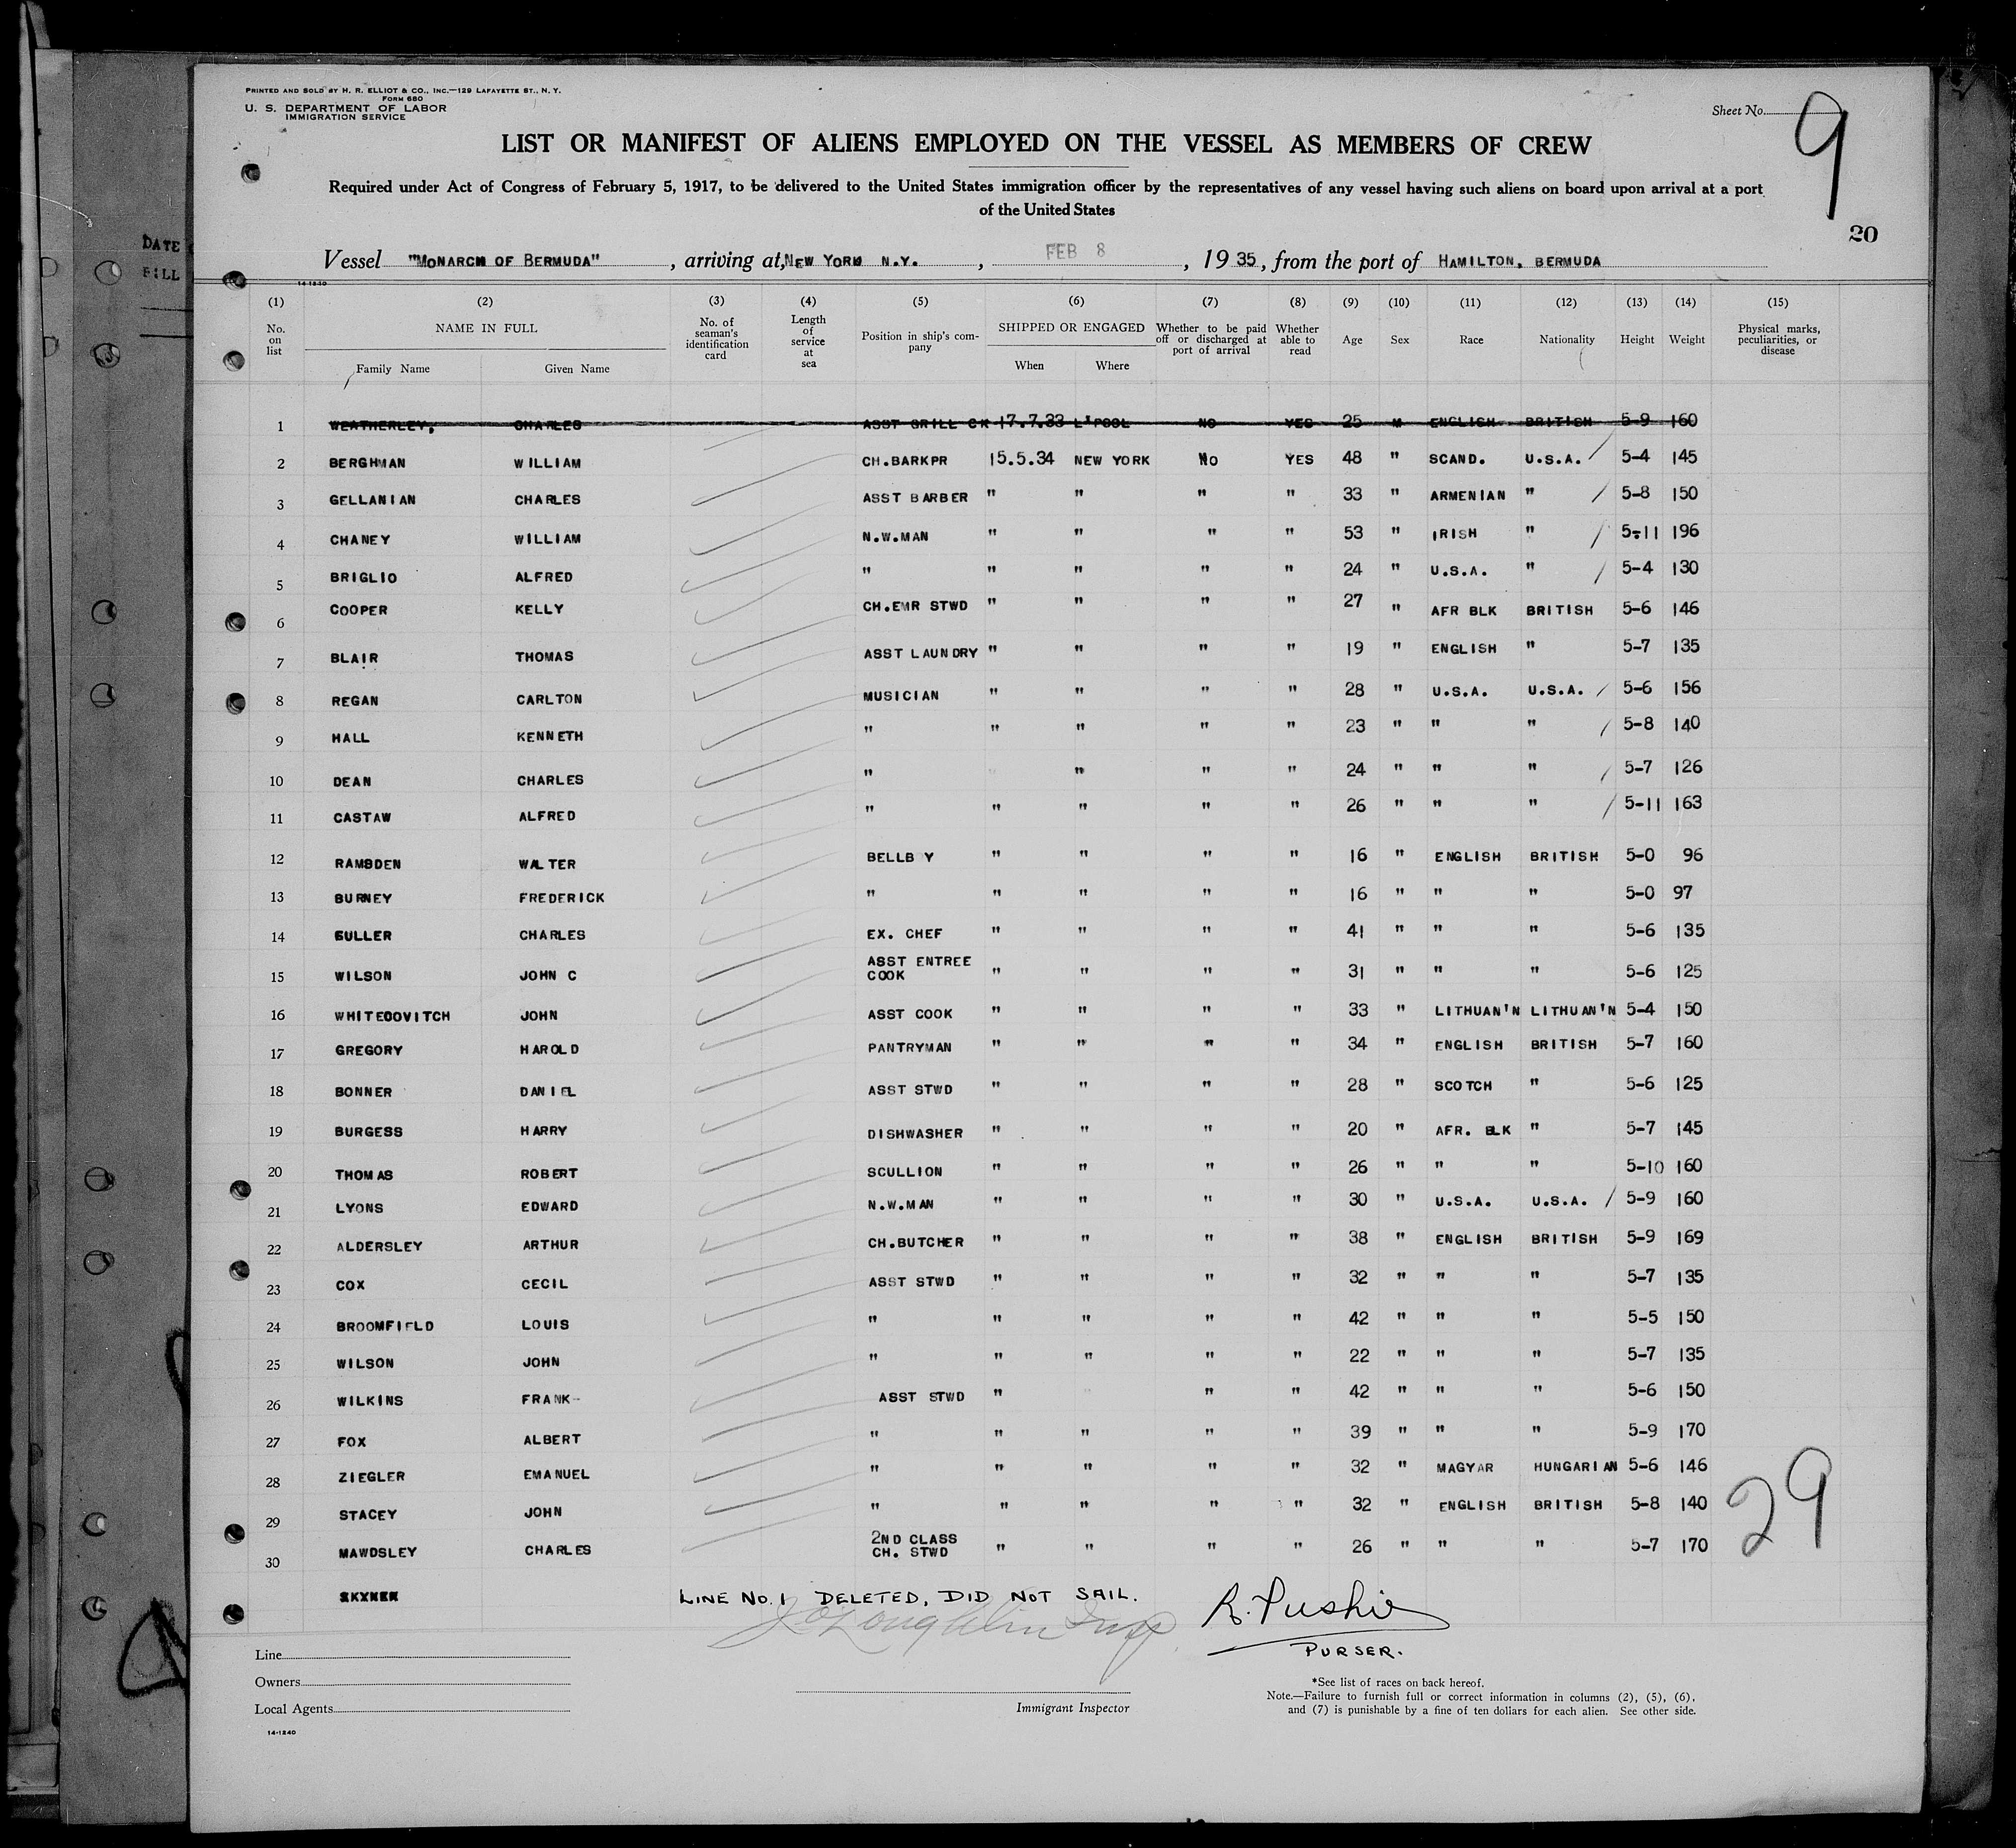 PRINTED AND SOLD BY H. R. ELLIOT & CO., INC.—129 LAFAYETTE ST., N. Y.
FORM 680
U. S. DEPARTMENT OF LABOR
IMMIGRATION SERVICE
Sheet No. 9
LIST OR MANIFEST OF ALIENS EMPLOYED ON THE VESSEL AS MEMBERS OF CREW
Required under Act of Congress of February 5, 1917, to be delivered to the United States immigration officer by the representatives of any vessel having such aliens on board upon arrival at a port
of the United States
20
DATE
FILL
Vessel "MONARCH OF BERMUDA", arriving at, NEW YORK N.Y., FEB 8, 1935, from the port of HAMILTON, BERMUDA
14-1240
(1) (2) (3) (4) (5) (6) (7) (8) (9) (10) (11) (12) (13) (14) (15)
No. on list NAME IN FULL Family Name Given Name No. of seaman's identification card Length of service at sea Position in ship's company SHIPPED OR ENGAGED When Where Whether to be paid off or discharged at port of arrival Whether able to read Age Sex Race Nationality Height Weight Physical marks, peculiarities, or disease
1 WEATHERLEY, CHARLES ASST GRILL CK 17.7.33 L'POOL NO YES 25 M ENGLISH BRITISH 5-9 160
2 BERGHMAN WILLIAM CH.BARKPR 15.5.34 NEW YORK NO YES 48 " SCAND. U.S.A. / 5-4 145
3 GELLANIAN CHARLES ASST BARBER " " " " 33 " ARMENIAN " / 5-8 150
4 CHANEY WILLIAM N.W.MAN " " " " 53 " IRISH " / 5-11 196
5 BRIGLIO ALFRED " " " " " 24 " U.S.A. " / 5-4 130
6 COOPER KELLY CH.EMR STWD " " " " 27 " AFR BLK BRITISH 5-6 146
7 BLAIR THOMAS ASST LAUNDRY " " " " 19 " ENGLISH " 5-7 135
8 REGAN CARLTON MUSICIAN " " " " 28 " U.S.A. U.S.A. / 5-6 156
9 HALL KENNETH " " " " " 23 " " " / 5-8 140
10 DEAN CHARLES " " " " " 24 " " " / 5-7 126
11 CASTAW ALFRED " " " " " 26 " " " / 5-11 163
12 RAMSDEN WALTER BELLB Y " " " " 16 " ENGLISH BRITISH 5-0 96
13 BURNEY FREDERICK " " " " " 16 " " " 5-0 97
14 FULLER CHARLES EX. CHEF " " " " 41 " " " 5-6 135
15 WILSON JOHN C ASST ENTREE COOK " " " " 31 " " " 5-6 125
16 WHITECOVITCH JOHN ASST COOK " " " " 33 " LITHUAN'N LITHUAN'N 5-4 150
17 GREGORY HAROLD PANTRYMAN " " " " 34 " ENGLISH BRITISH 5-7 160
18 BONNER DANIEL ASST STWD " " " " 28 " SCOTCH " 5-6 125
19 BURGESS HARRY DISHWASHER " " " " 20 " AFR. BLK " 5-7 145
20 THOMAS ROBERT SCULLION " " " " 26 " " " 5-10 160
21 LYONS EDWARD N.W.MAN " " " " 30 " U.S.A. U.S.A. / 5-9 160
22 ALDERSLEY ARTHUR CH.BUTCHER " " " " 38 " ENGLISH BRITISH 5-9 169
23 COX CECIL ASST STWD " " " " 32 " " " 5-7 135
24 BROOMFIELD LOUIS " " " " " 42 " " " 5-5 150
25 WILSON JOHN " " " " " 22 " " " 5-7 135
26 WILKINS FRANK ASST STWD " " " 42 " " " 5-6 150
27 FOX ALBERT " " " " " 39 " " " 5-9 170
28 ZIEGLER EMANUEL " " " " " 32 " MAGYAR HUNGARIAN 5-6 146
29 STACEY JOHN " " " " " 32 " ENGLISH BRITISH 5-8 140
30 MAWDSLEY CHARLES 2ND CLASS CH. STWD " " " " 26 " " " 5-7 170
29
LINE NO. 1 DELETED, DID NOT SAIL.
R. Pushie
PURSER.
Line
Owners
Local Agents
Immigrant Inspector
*See list of races on back hereof.
Note.—Failure to furnish full or correct information in columns (2), (5), (6),
and (7) is punishable by a fine of ten dollars for each alien. See other side.
14-1240